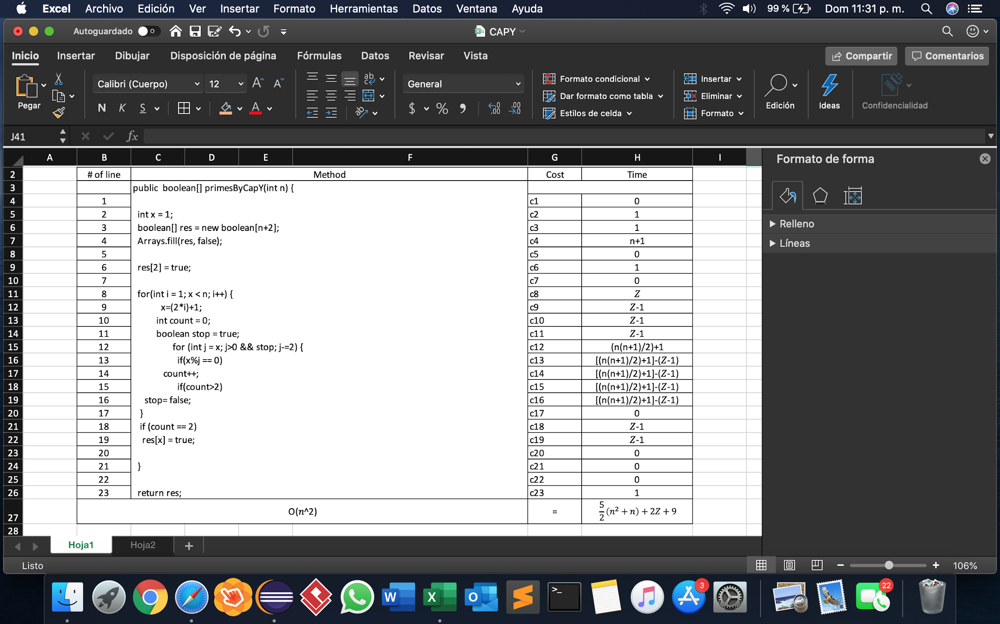 Excel Archivo Edición Ver Insertar Formato Herramientas Datos Ventana Ayuda 99 % Dom 11:31 p. m.
Autoguardado CAPY
Inicio Insertar Dibujar Disposición de página Fórmulas Datos Revisar Vista Compartir Comentarios
Pegar Calibri (Cuerpo) 12 General Formato condicional Insertar
Dar formato como tabla Eliminar
N K S $ % Estilos de celda Formato Edición Ideas Confidencialidad
J41 fx
A B C D E F G H I
2 # of line Method Cost Time
3 public boolean[] primesByCapY(int n) {
4 1 c1 0
5 2 int x = 1; c2 1
6 3 boolean[] res = new boolean[n+2]; c3 1
7 4 Arrays.fill(res, false); c4 n+1
8 5 c5 0
9 6 res[2] = true; c6 1
10 7 c7 0
11 8 for(int i = 1; x < n; i++) { c8 Z
12 9 x=(2*i)+1; c9 Z-1
13 10 int count = 0; c10 Z-1
14 11 boolean stop = true; c11 Z-1
15 12 for (int j = x; j>0 && stop; j-=2) { c12 (n(n+1)/2)+1
16 13 if(x%j == 0) c13 [(n(n+1)/2)+1]-(Z-1)
17 14 count++; c14 [(n(n+1)/2)+1]-(Z-1)
18 15 if(count>2) c15 [(n(n+1)/2)+1]-(Z-1)
19 16 stop= false; c16 [(n(n+1)/2)+1]-(Z-1)
20 17 } c17 0
21 18 if (count == 2) c18 Z-1
22 19 res[x] = true; c19 Z-1
23 20 c20 0
24 21 } c21 0
25 22 c22 0
26 23 return res; c23 1
27 O(n^2) = 5/2 (n² + n) + 2Z + 9
28
Formato de forma
Relleno
Líneas
Hoja1 Hoja2 +
Listo 106%
3 22